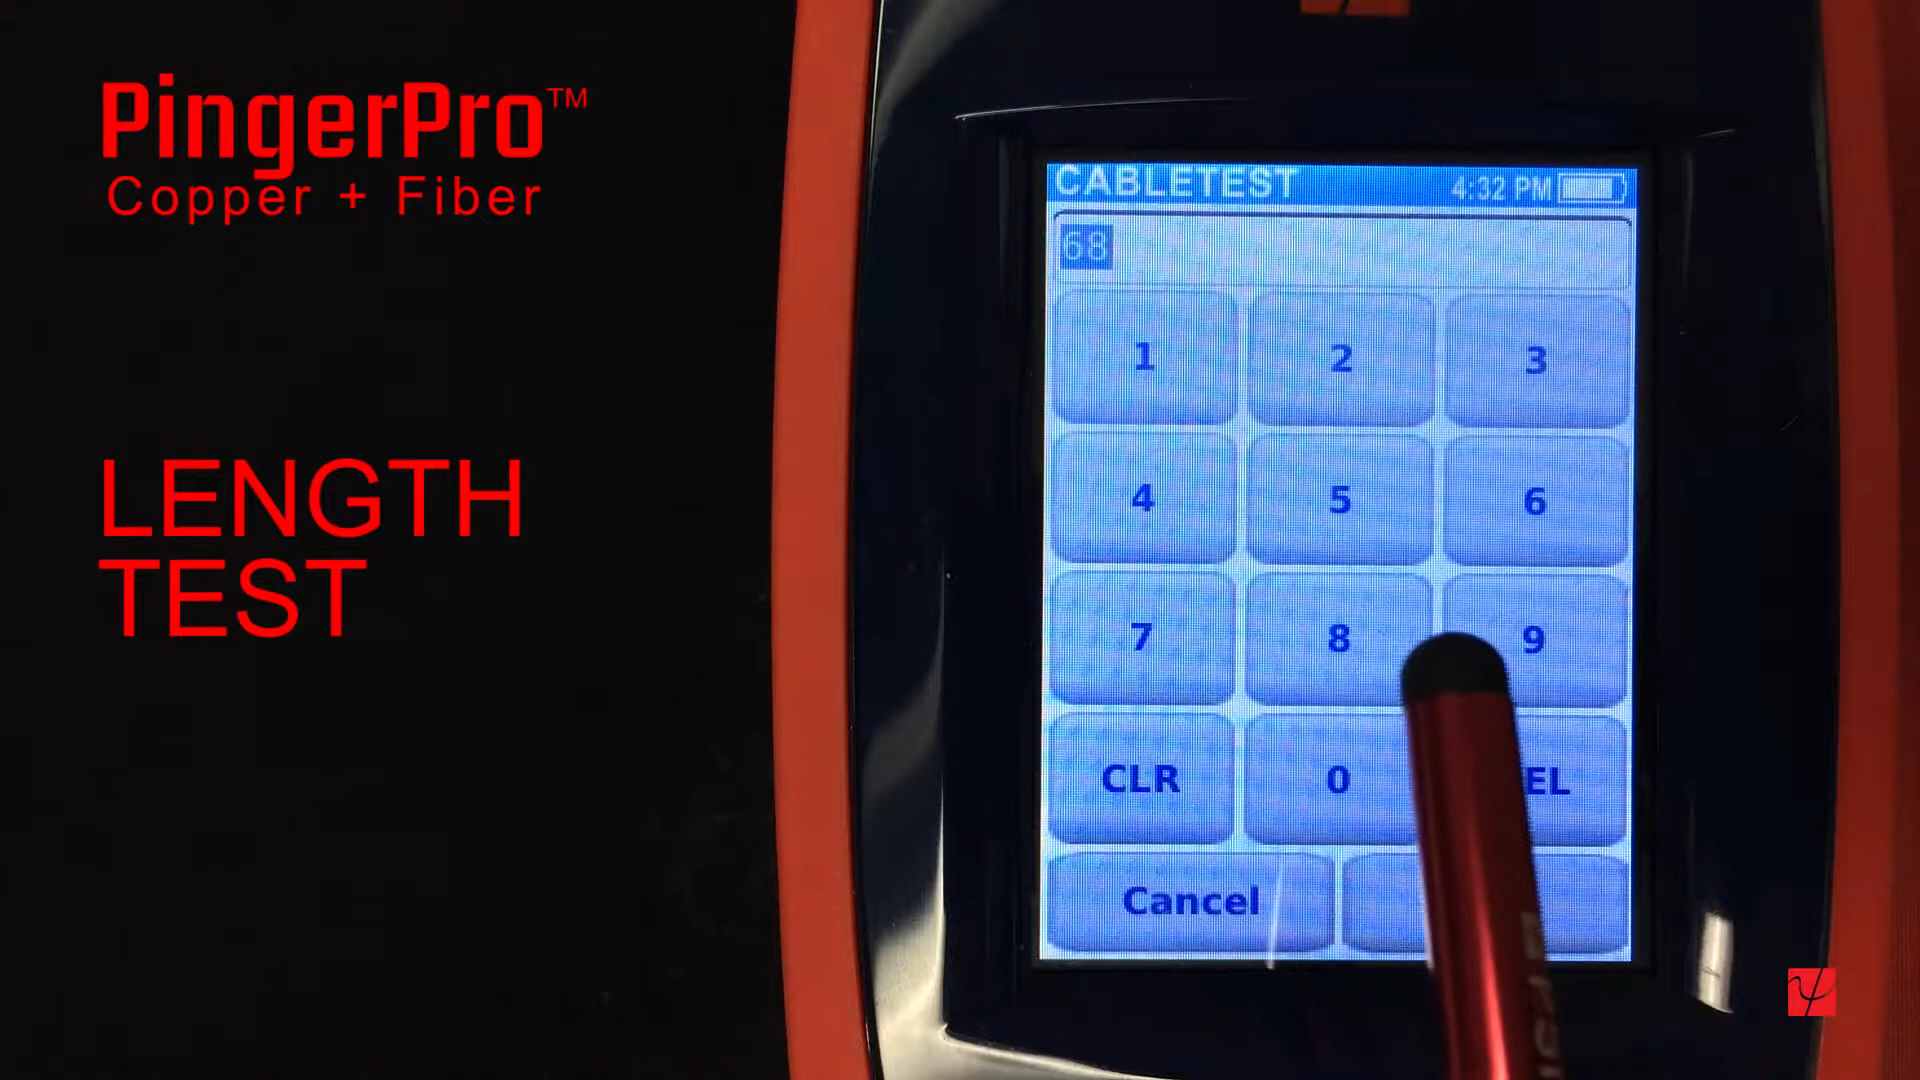 PingerPro™
Copper + Fiber
LENGTH
TEST
CABLETEST 4:32 PM
68
1 2 3
4 5 6
7 8 9
CLR 0 EL
Cancel